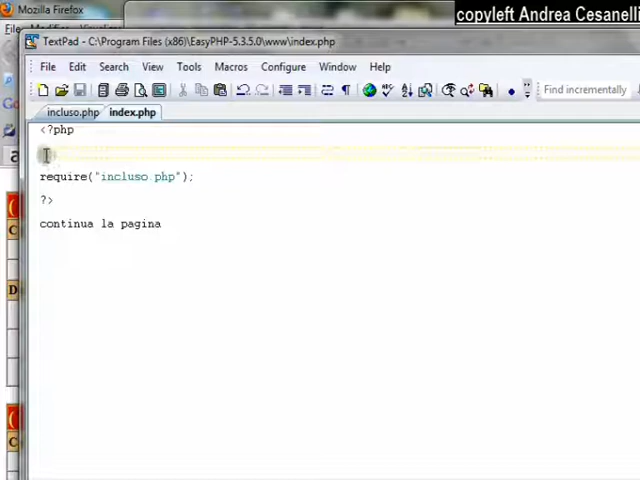 Mozilla Firefox
copyleft Andrea Cesanelli
File
TextPad - C:\Program Files (x86)\EasyPHP-5.3.5.0\www\index.php
File Edit Search View Tools Macros Configure Window Help
Find incrementally
incluso.php index.php
<?php
require("incluso.php");
?>
continua la pagina